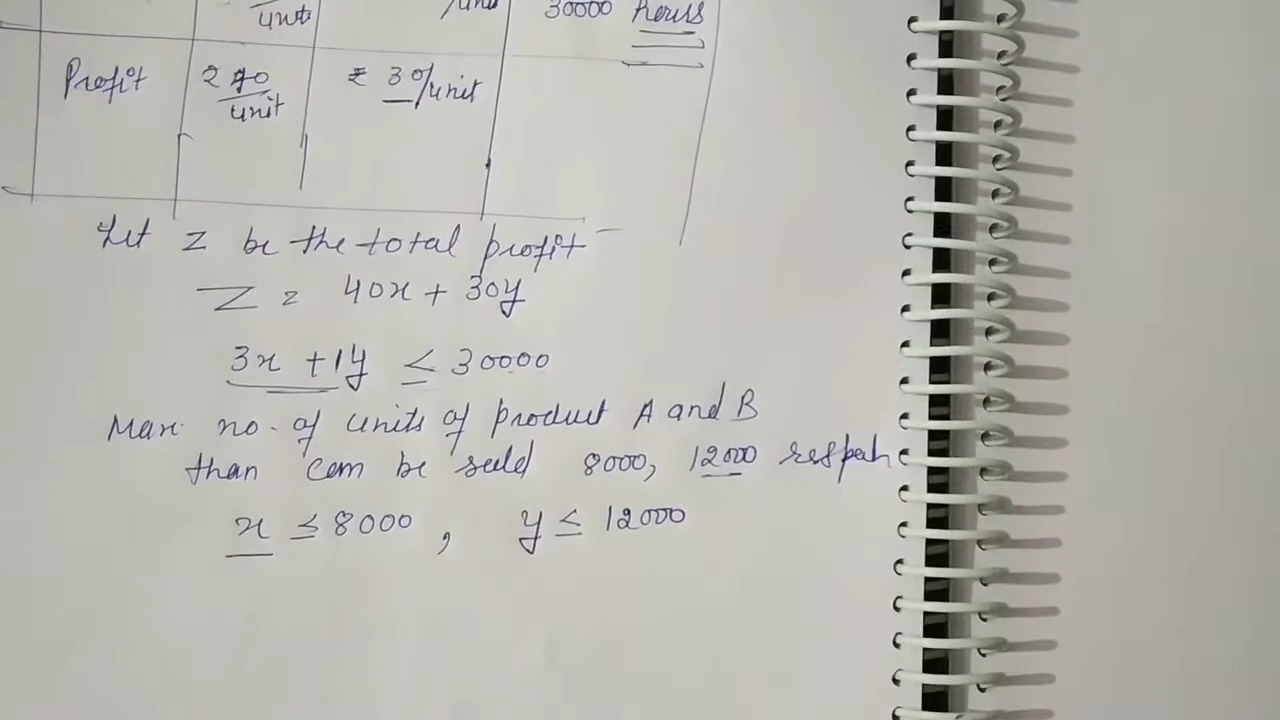 unit /unit 30000 hours
Profit ₹ 40/unit ₹ 30/unit
Let Z be the total profit
Z = 40x + 30y
3x + 1y ≤ 30000
Max no. of units of product A and B
than can be sold 8000, 12000
x ≤ 8000, y ≤ 12000